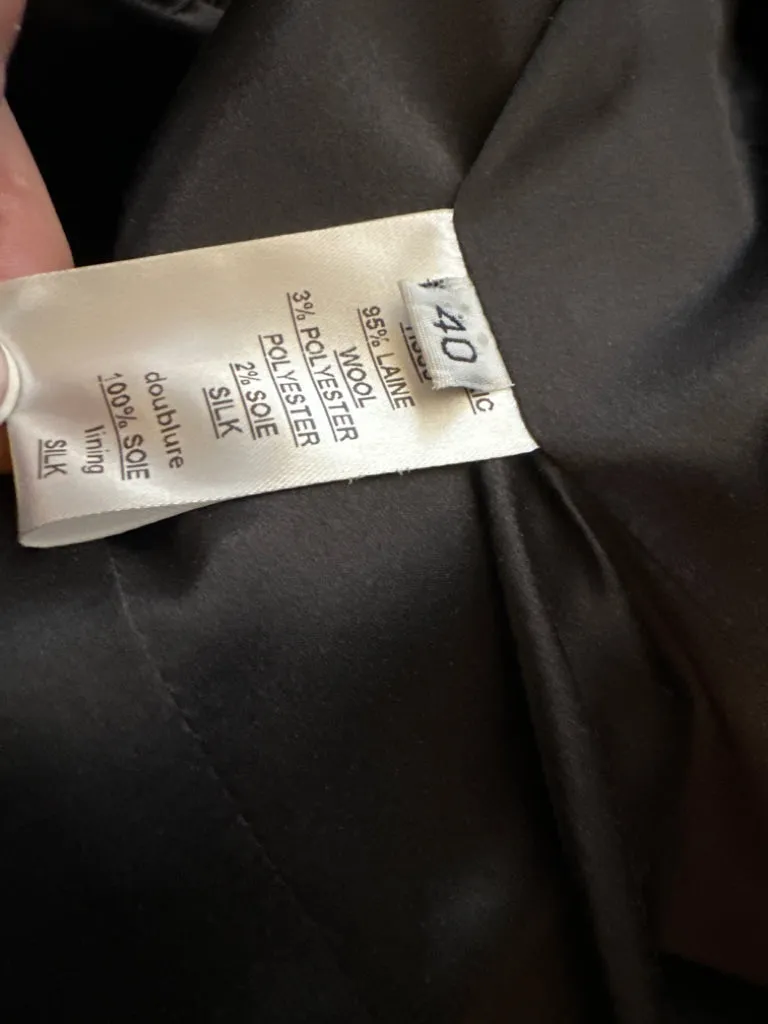 40
95% LAINE
WOOL
3% POLYESTER
POLYESTER
2% SOIE
SILK
doublure
lining
100% SOIE
SILK